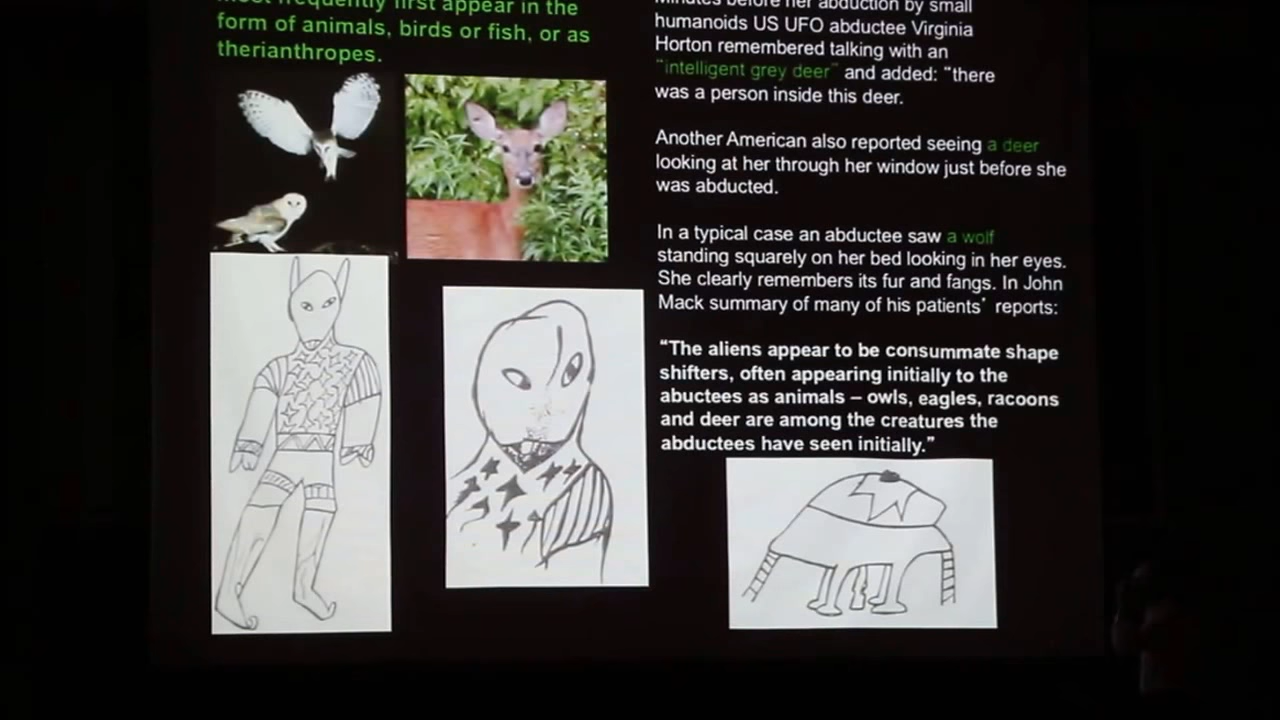 most frequently first appear in the
form of animals, birds or fish, or as
therianthropes.
Minutes before her abduction by small
humanoids US UFO abductee Virginia
Horton remembered talking with an
"intelligent grey deer" and added: "there
was a person inside this deer.
Another American also reported seeing a deer
looking at her through her window just before she
was abducted.
In a typical case an abductee saw a wolf
standing squarely on her bed looking in her eyes.
She clearly remembers its fur and fangs. In John
Mack summary of many of his patients' reports:
"The aliens appear to be consummate shape
shifters, often appearing initially to the
abuctees as animals – owls, eagles, racoons
and deer are among the creatures the
abductees have seen initially."